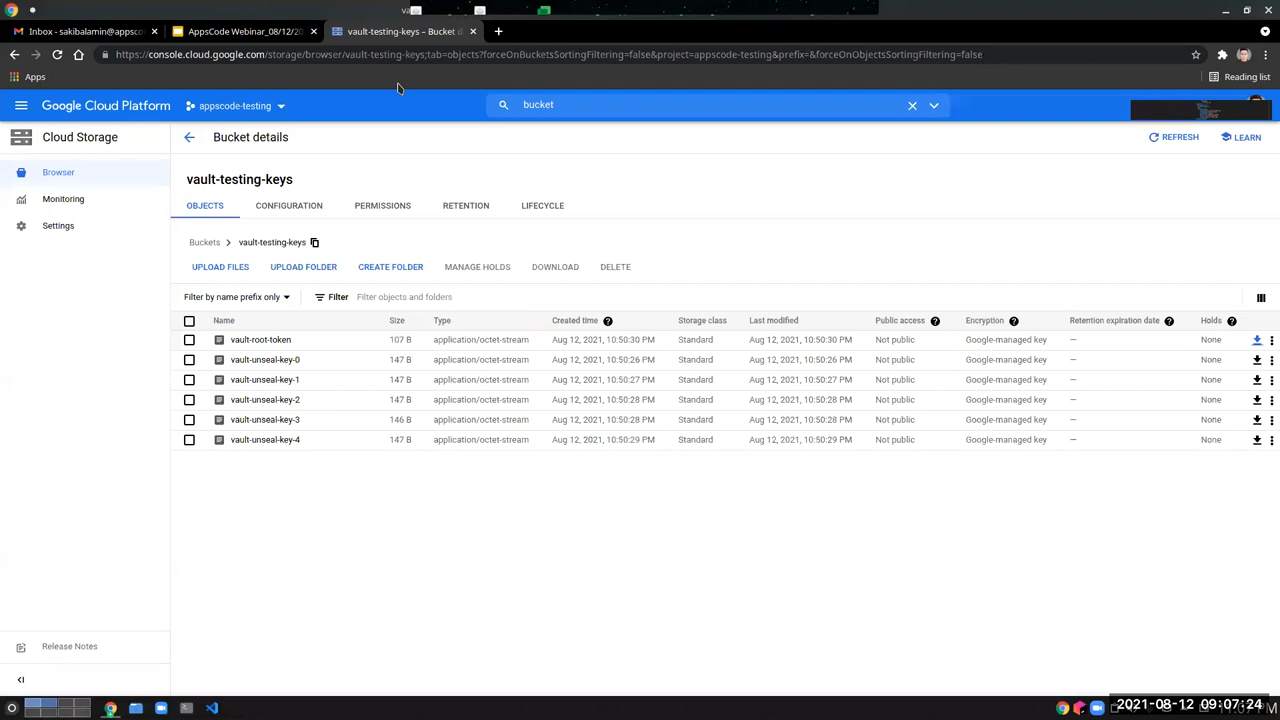 va
Inbox - sakibalamin@appsco
AppsCode Webinar_08/12/20
vault-testing-keys – Bucket d
https://console.cloud.google.com/storage/browser/vault-testing-keys;tab=objects?forceOnBucketsSortingFiltering=false&project=appscode-testing&prefix=&forceOnObjectsSortingFiltering=false
Apps
Reading list
Google Cloud Platform
appscode-testing
bucket
Cloud Storage
Bucket details
REFRESH
LEARN
Browser
Monitoring
Settings
vault-testing-keys
OBJECTS CONFIGURATION PERMISSIONS RETENTION LIFECYCLE
Buckets > vault-testing-keys
UPLOAD FILES UPLOAD FOLDER CREATE FOLDER MANAGE HOLDS DOWNLOAD DELETE
Filter by name prefix only Filter Filter objects and folders
Name Size Type Created time Storage class Last modified Public access Encryption Retention expiration date Holds
vault-root-token 107 B application/octet-stream Aug 12, 2021, 10:50:30 PM Standard Aug 12, 2021, 10:50:30 PM Not public Google-managed key — None
vault-unseal-key-0 147 B application/octet-stream Aug 12, 2021, 10:50:26 PM Standard Aug 12, 2021, 10:50:26 PM Not public Google-managed key — None
vault-unseal-key-1 147 B application/octet-stream Aug 12, 2021, 10:50:27 PM Standard Aug 12, 2021, 10:50:27 PM Not public Google-managed key — None
vault-unseal-key-2 147 B application/octet-stream Aug 12, 2021, 10:50:28 PM Standard Aug 12, 2021, 10:50:28 PM Not public Google-managed key — None
vault-unseal-key-3 146 B application/octet-stream Aug 12, 2021, 10:50:28 PM Standard Aug 12, 2021, 10:50:28 PM Not public Google-managed key — None
vault-unseal-key-4 147 B application/octet-stream Aug 12, 2021, 10:50:29 PM Standard Aug 12, 2021, 10:50:29 PM Not public Google-managed key — None
Release Notes
2021-08-12 09:07:24